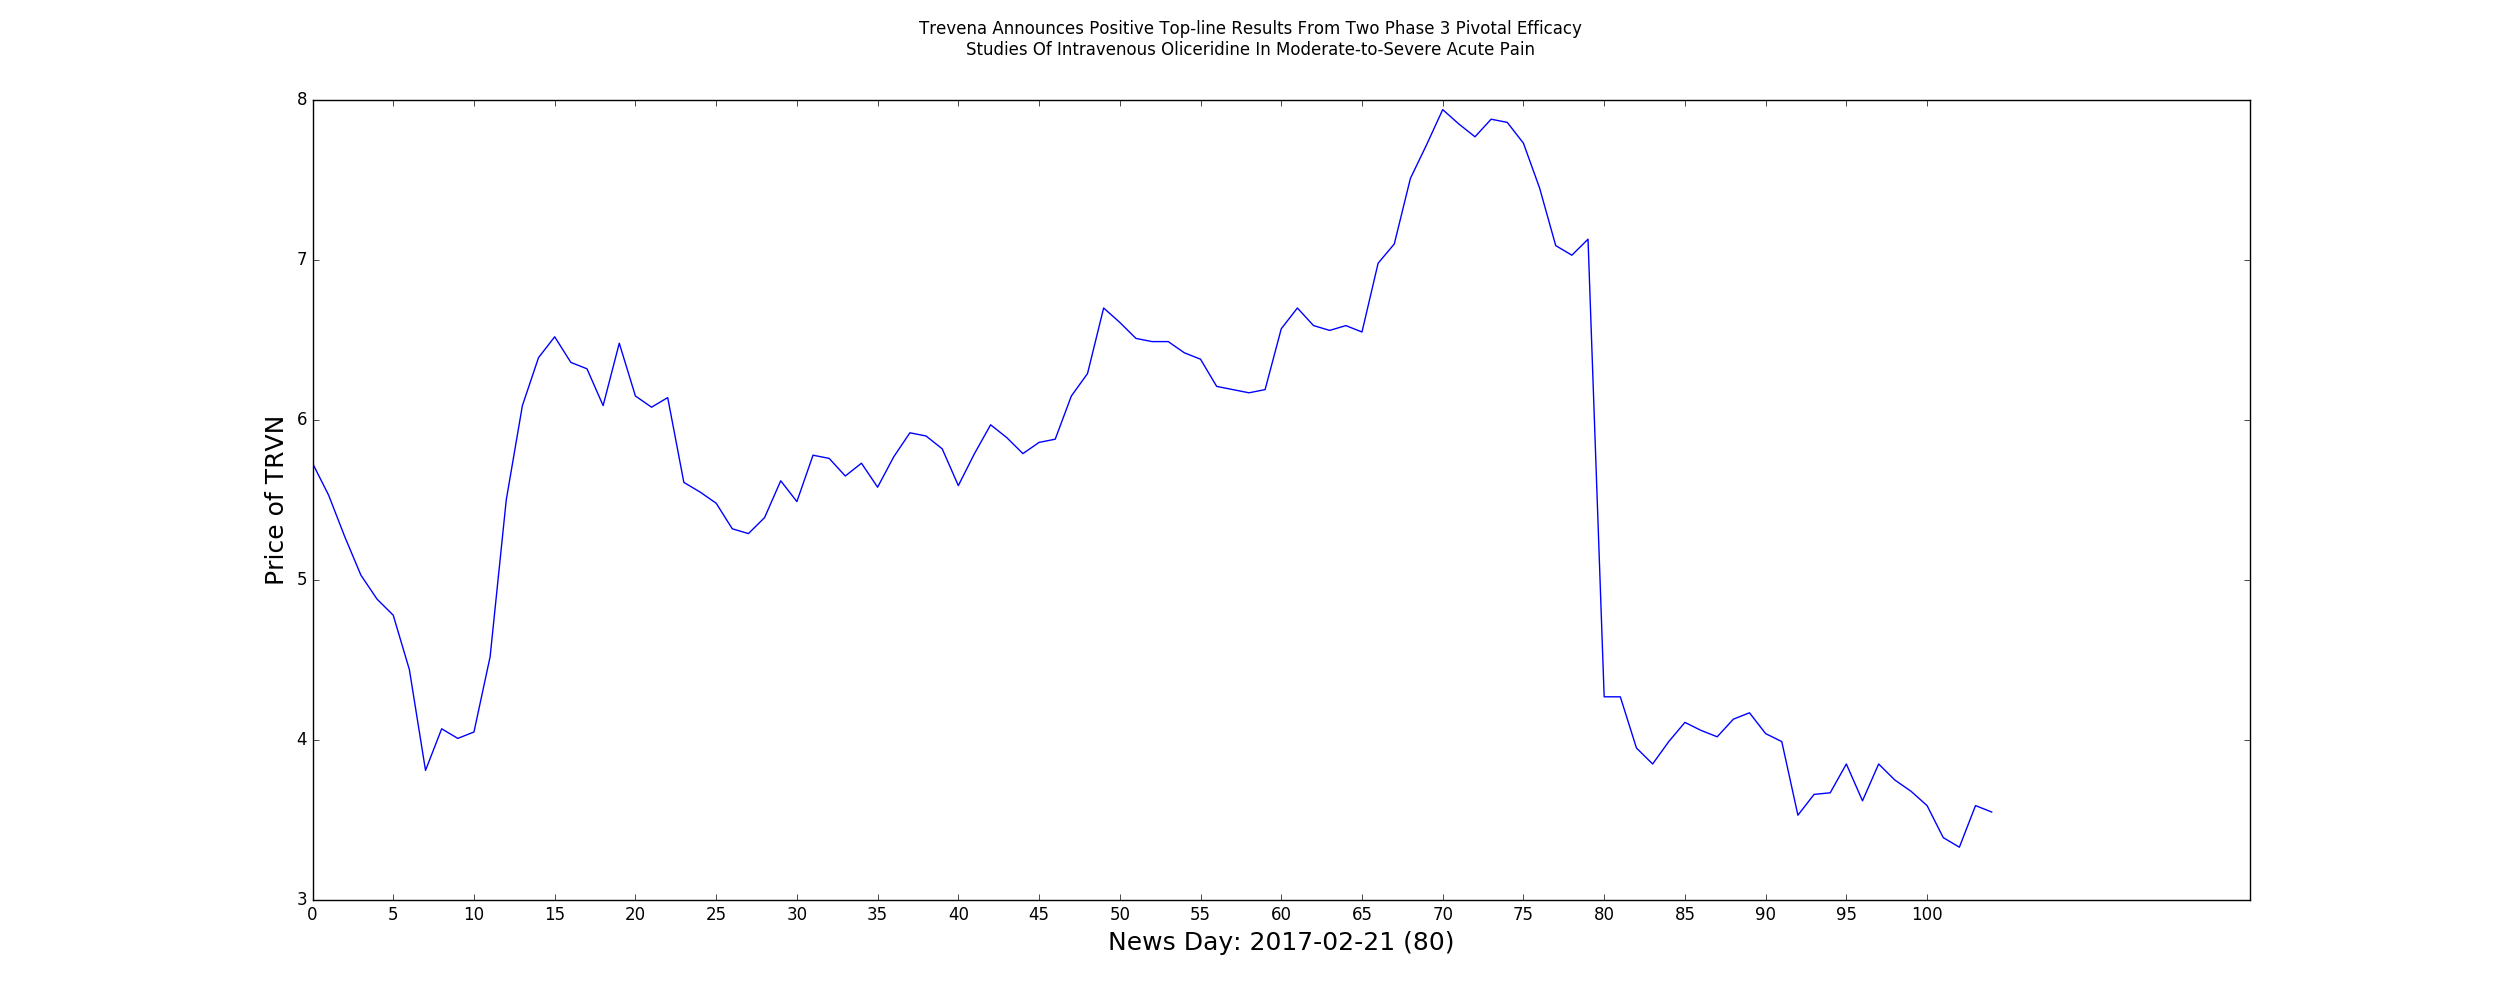 Trevena Announces Positive Top-line Results From Two Phase 3 Pivotal Efficacy
Studies Of Intravenous Oliceridine In Moderate-to-Severe Acute Pain
8
7
6
5
4
3
Price of TRVN
0 5 10 15 20 25 30 35 40 45 50 55 60 65 70 75 80 85 90 95 100
News Day: 2017-02-21 (80)